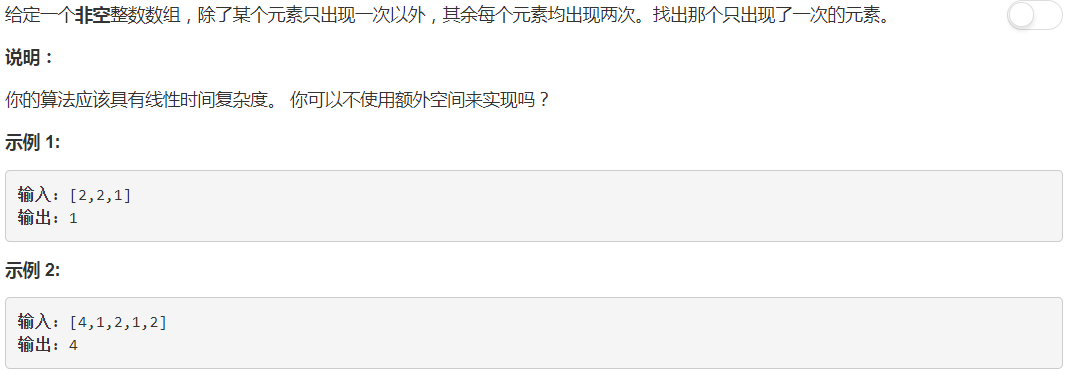 给定一个非空整数数组，除了某个元素只出现一次以外，其余每个元素均出现两次。找出那个只出现了一次的元素。
说明：
你的算法应该具有线性时间复杂度。 你可以不使用额外空间来实现吗？
示例 1:
输入: [2,2,1]
输出: 1
示例 2:
输入: [4,1,2,1,2]
输出: 4